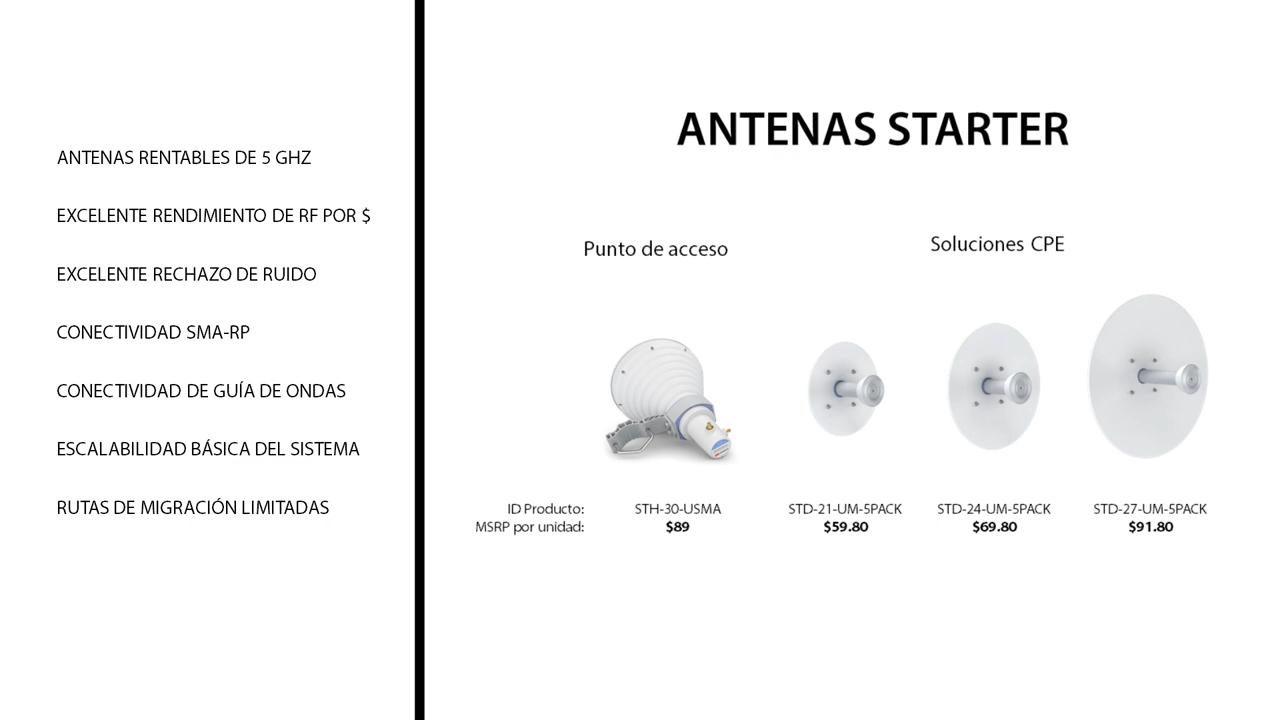 ANTENAS RENTABLES DE 5 GHZ
EXCELENTE RENDIMIENTO DE RF POR $
EXCELENTE RECHAZO DE RUIDO
CONECTIVIDAD SMA-RP
CONECTIVIDAD DE GUÍA DE ONDAS
ESCALABILIDAD BÁSICA DEL SISTEMA
RUTAS DE MIGRACIÓN LIMITADAS
ANTENAS STARTER
Punto de acceso
Soluciones CPE
ID Producto: STH-30-USMA STD-21-UM-5PACK STD-24-UM-5PACK STD-27-UM-5PACK
MSRP por unidad: $89 $59.80 $69.80 $91.80